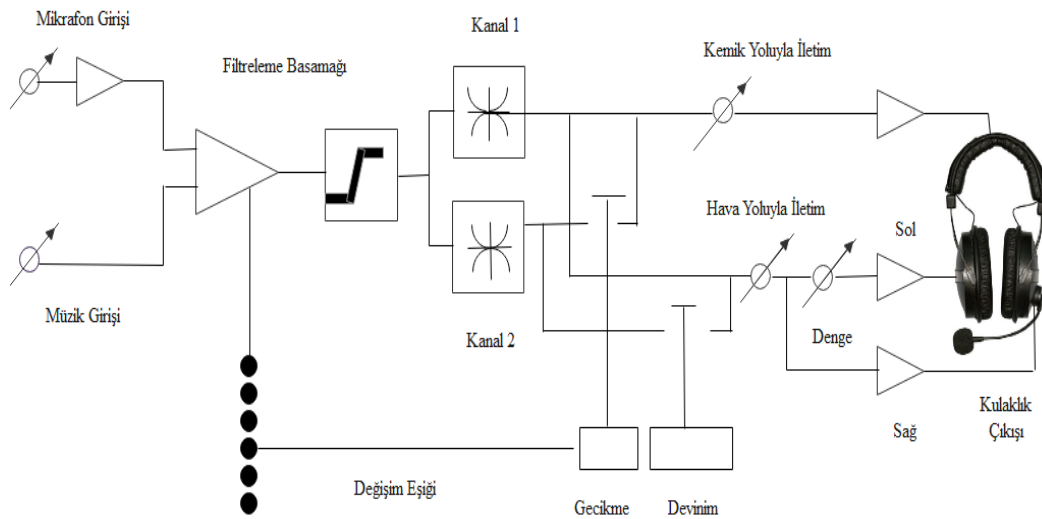 Mikrafon Girişi
Kanal 1
Filtreleme Basamağı
Kemik Yoluyla İletim
Hava Yoluyla İletim
Sol
Müzik Girişi
Kanal 2
Denge
Sağ
Kulaklık
Çıkışı
Değişim Eşiği
Gecikme
Devinim